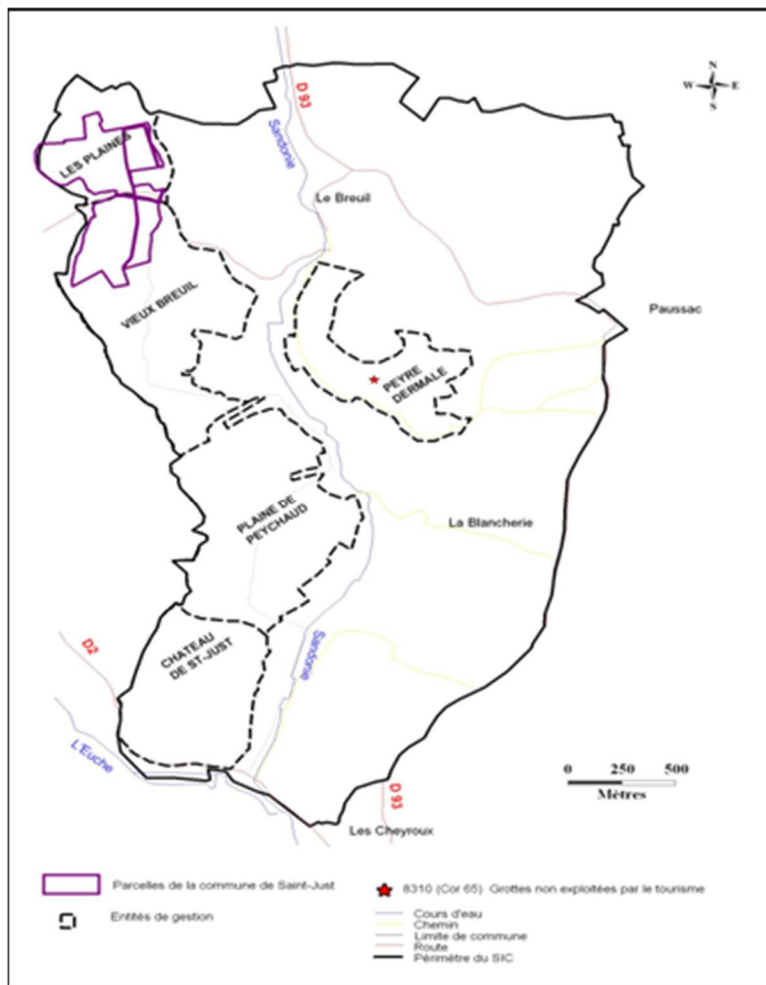 N
W E
S
D 93
Sandonie
LES PLAINES
Le Breuil
VIEUX BREUIL
Paussac
PEYRE
DERMALE
PLAINE DE
PEYCHAUD
La Blancherie
CHATEAU
DE ST-JUST
D2
Sandonie
L'Euche
0 250 500
Mètres
D 93
Les Cheyroux
Parcelles de la commune de Saint-Just
8310 (Cor 65) Grottes non exploitées par le tourisme
Entités de gestion
Cours d'eau
Chemin
Limite de commune
Route
Périmètre du SIC